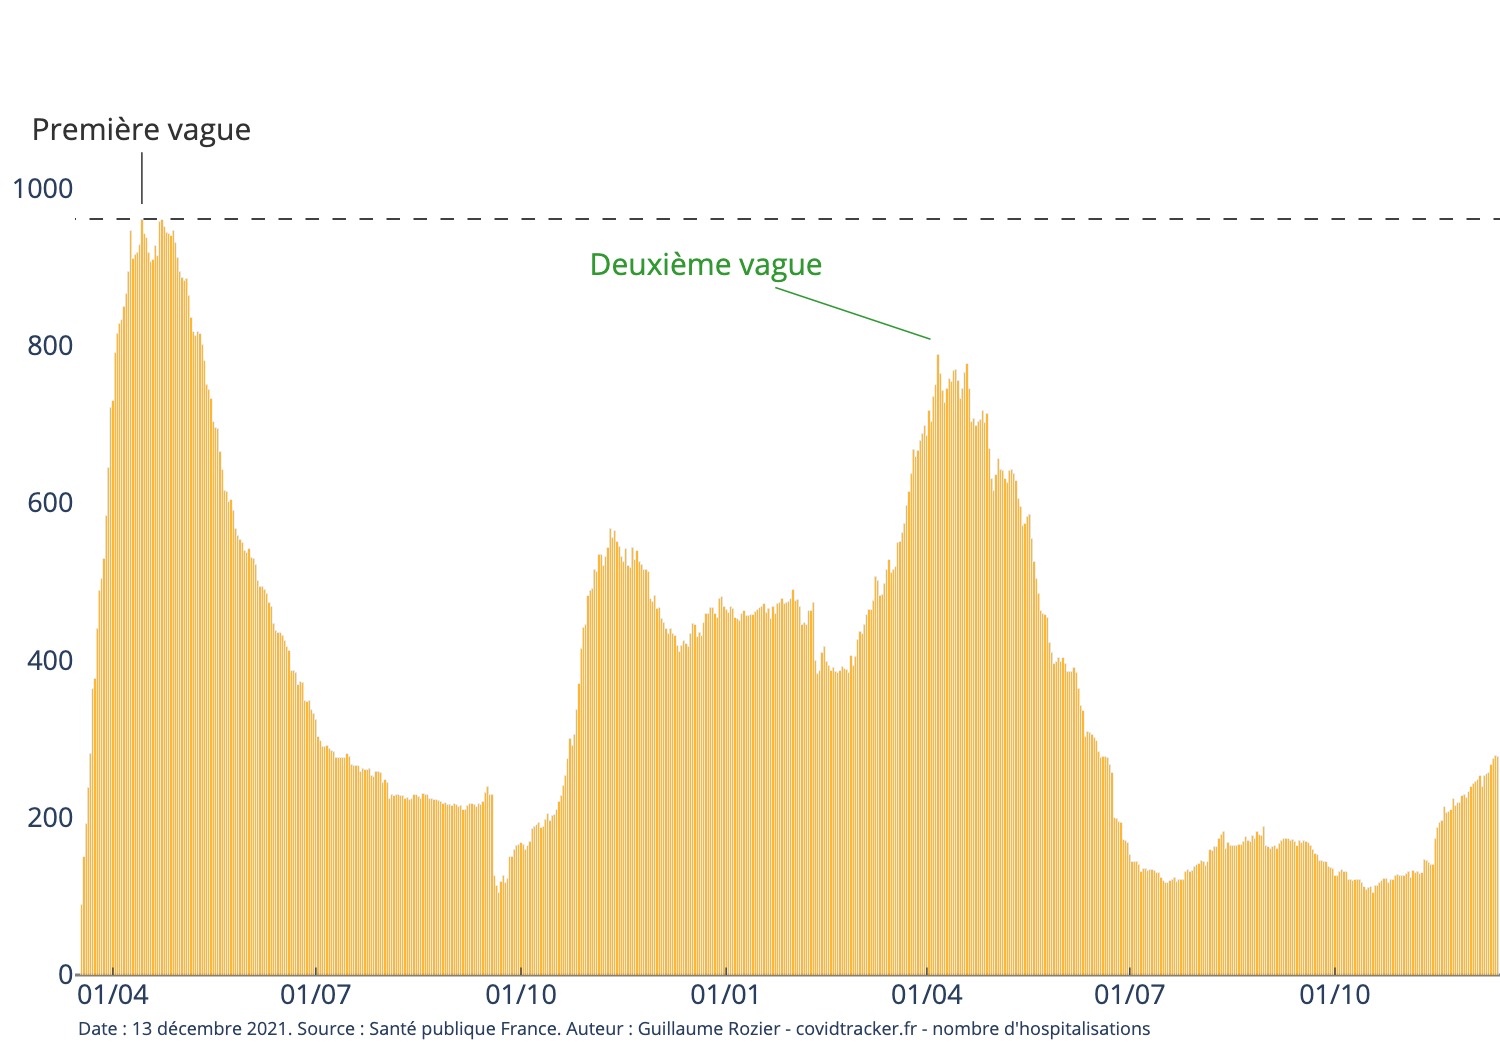 Première vague
1000
Deuxième vague
800
600
400
200
0
01/04 01/07 01/10 01/01 01/04 01/07 01/10
Date : 13 décembre 2021. Source : Santé publique France. Auteur : Guillaume Rozier - covidtracker.fr - nombre d'hospitalisations